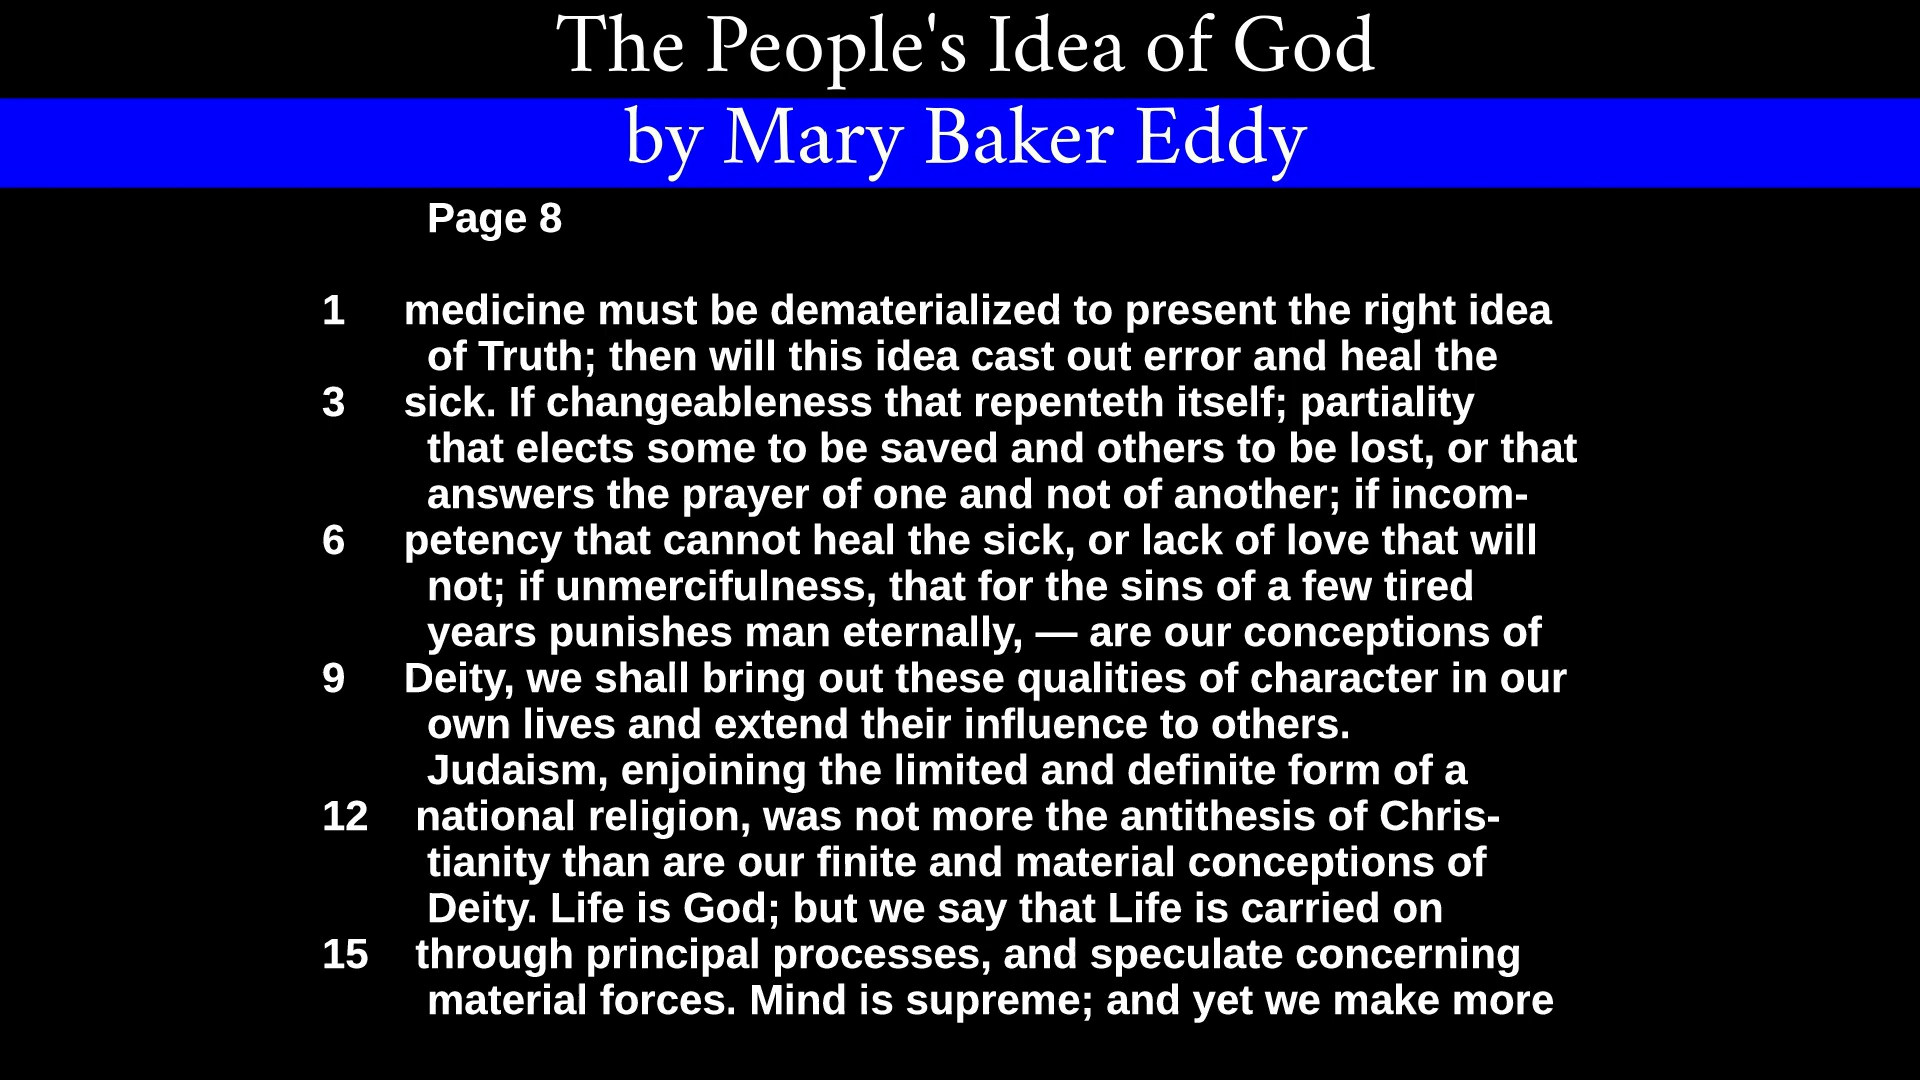 The People's Idea of God
by Mary Baker Eddy
Page 8
1 medicine must be dematerialized to present the right idea
of Truth; then will this idea cast out error and heal the
3 sick. If changeableness that repenteth itself; partiality
that elects some to be saved and others to be lost, or that
answers the prayer of one and not of another; if incom-
6 petency that cannot heal the sick, or lack of love that will
not; if unmercifulness, that for the sins of a few tired
years punishes man eternally, — are our conceptions of
9 Deity, we shall bring out these qualities of character in our
own lives and extend their influence to others.
Judaism, enjoining the limited and definite form of a
12 national religion, was not more the antithesis of Chris-
tianity than are our finite and material conceptions of
Deity. Life is God; but we say that Life is carried on
15 through principal processes, and speculate concerning
material forces. Mind is supreme; and yet we make more